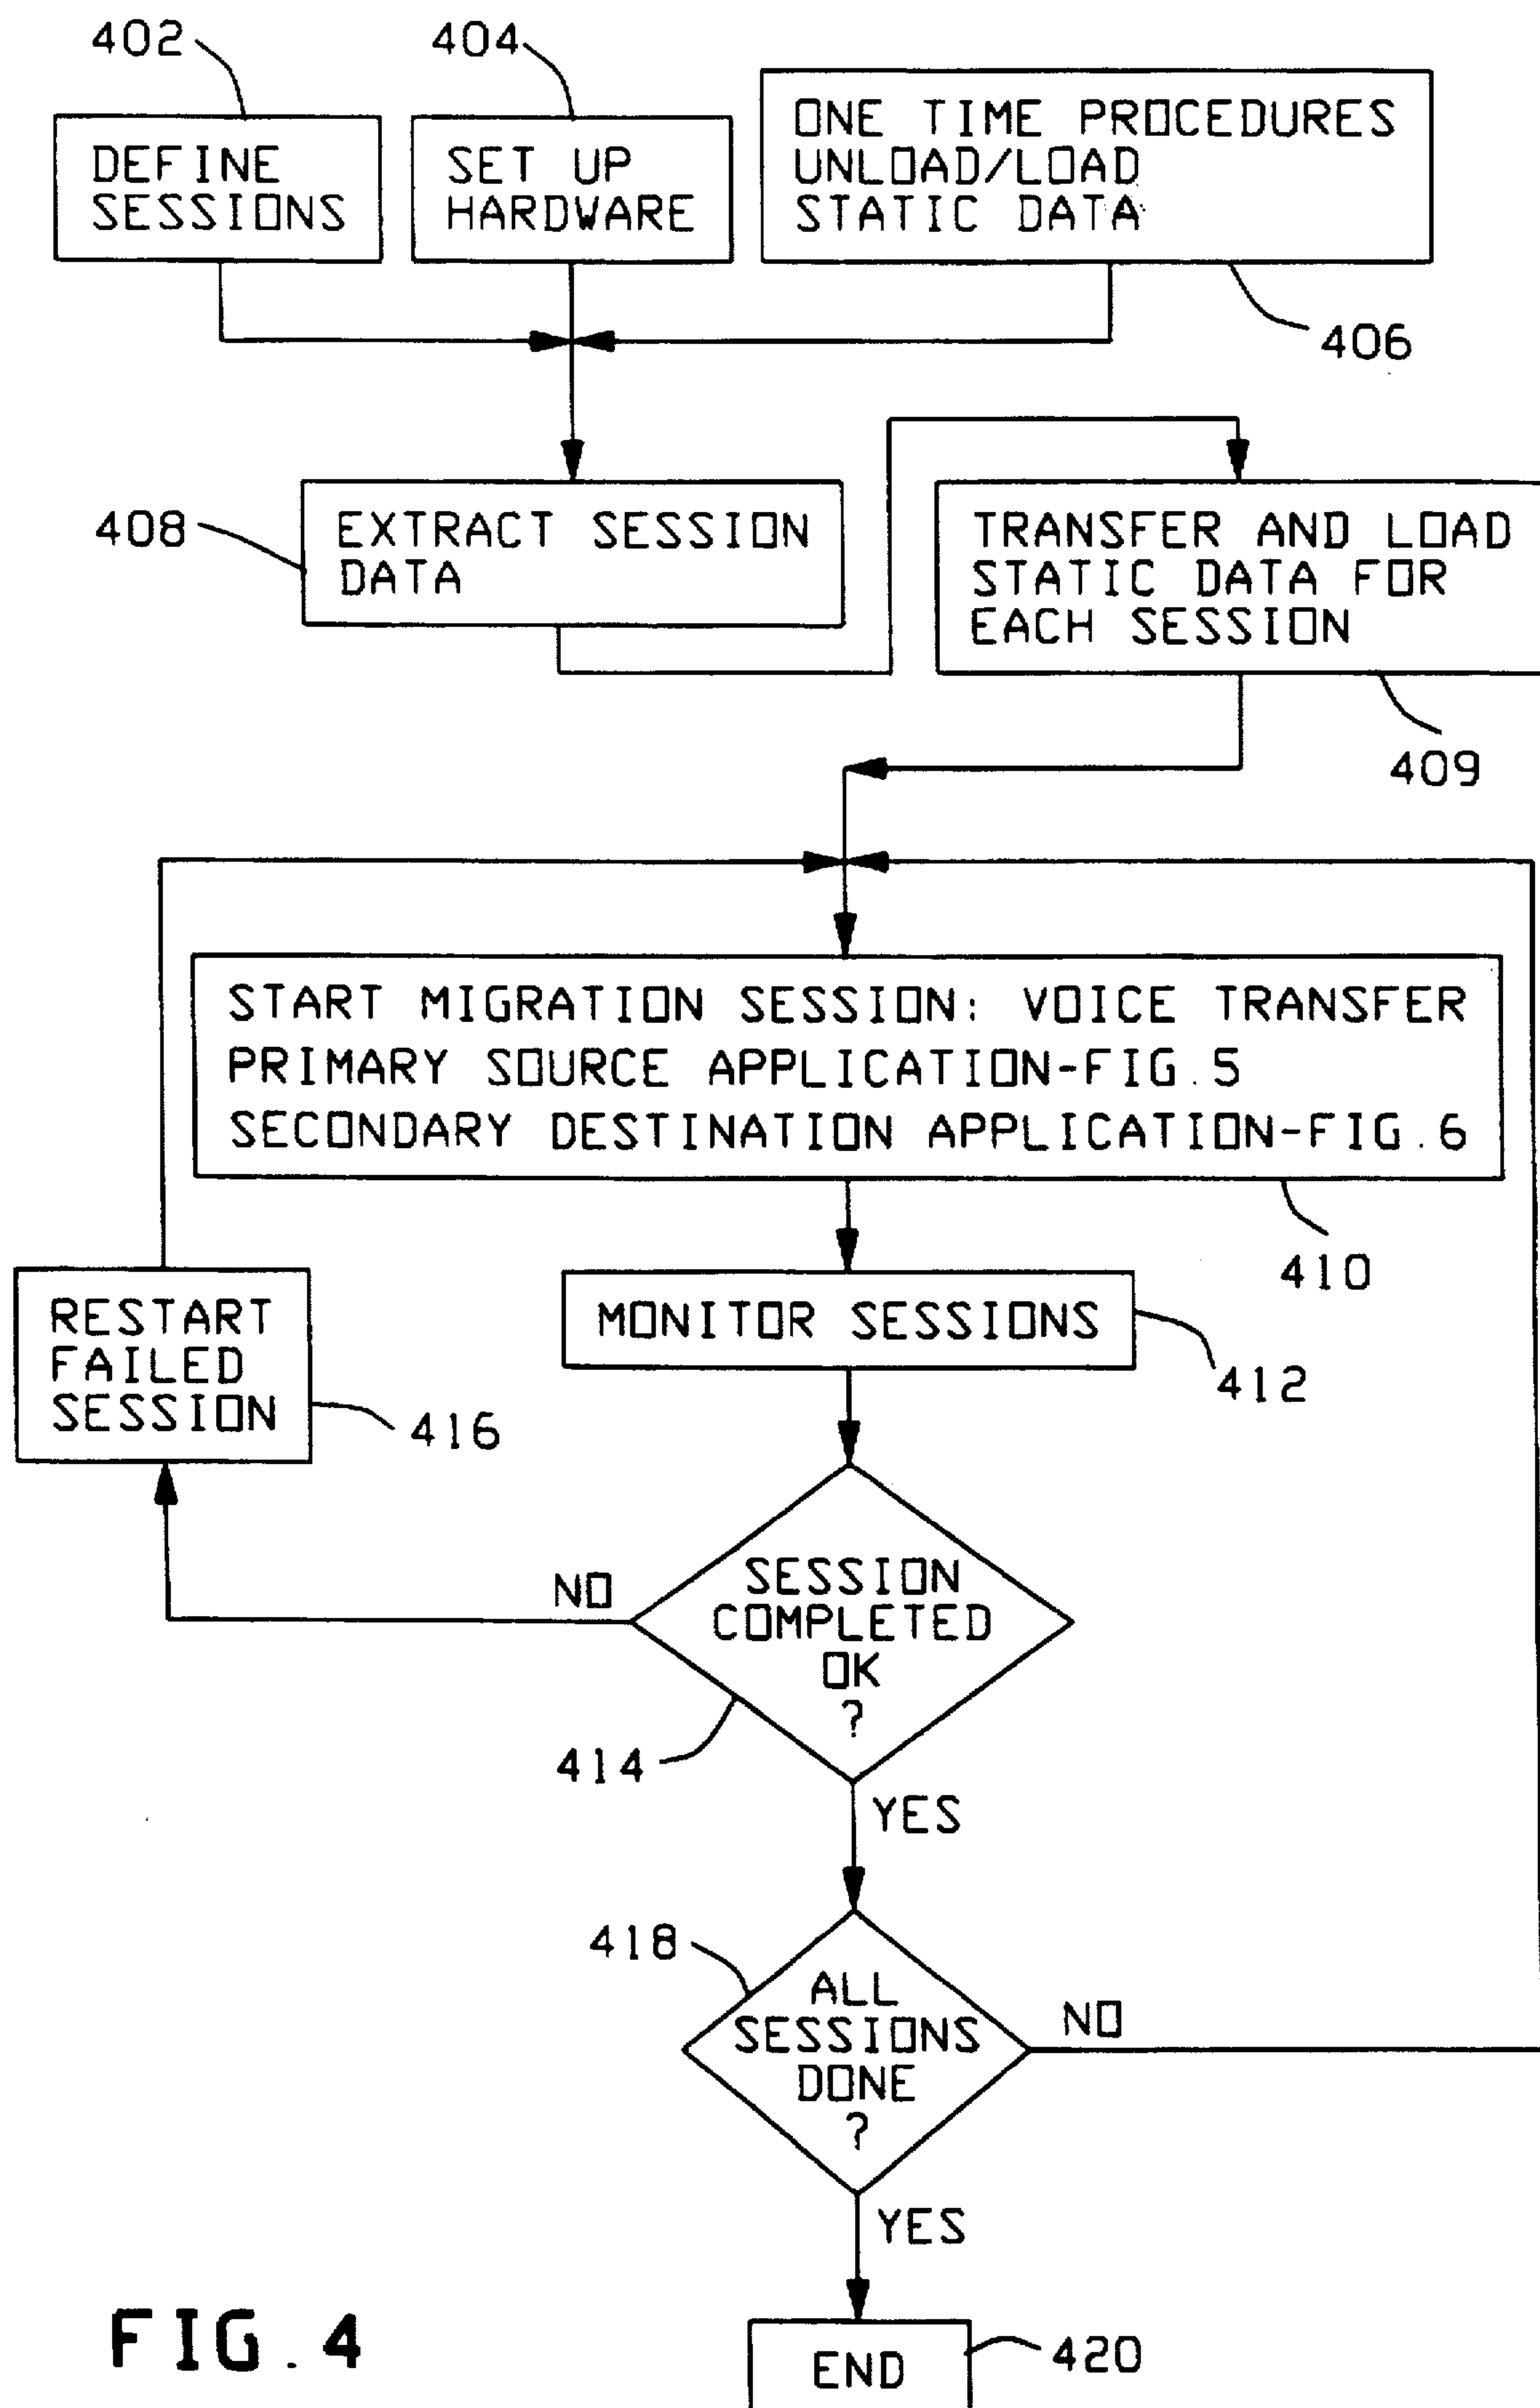 402
404
DEFINE
SESSIONS
SET UP
HARDWARE
ONE TIME PROCEDURES
UNLOAD/LOAD
STATIC DATA
406
408
EXTRACT SESSION
DATA
TRANSFER AND LOAD
STATIC DATA FOR
EACH SESSION
409
START MIGRATION SESSION: VOICE TRANSFER
PRIMARY SOURCE APPLICATION-FIG.5
SECONDARY DESTINATION APPLICATION-FIG.6
410
RESTART
FAILED
SESSION
416
MONITOR SESSIONS
412
NO
SESSION
COMPLETED
OK
?
414
YES
418
ALL
SESSIONS
DONE
?
NO
YES
FIG.4
END
420